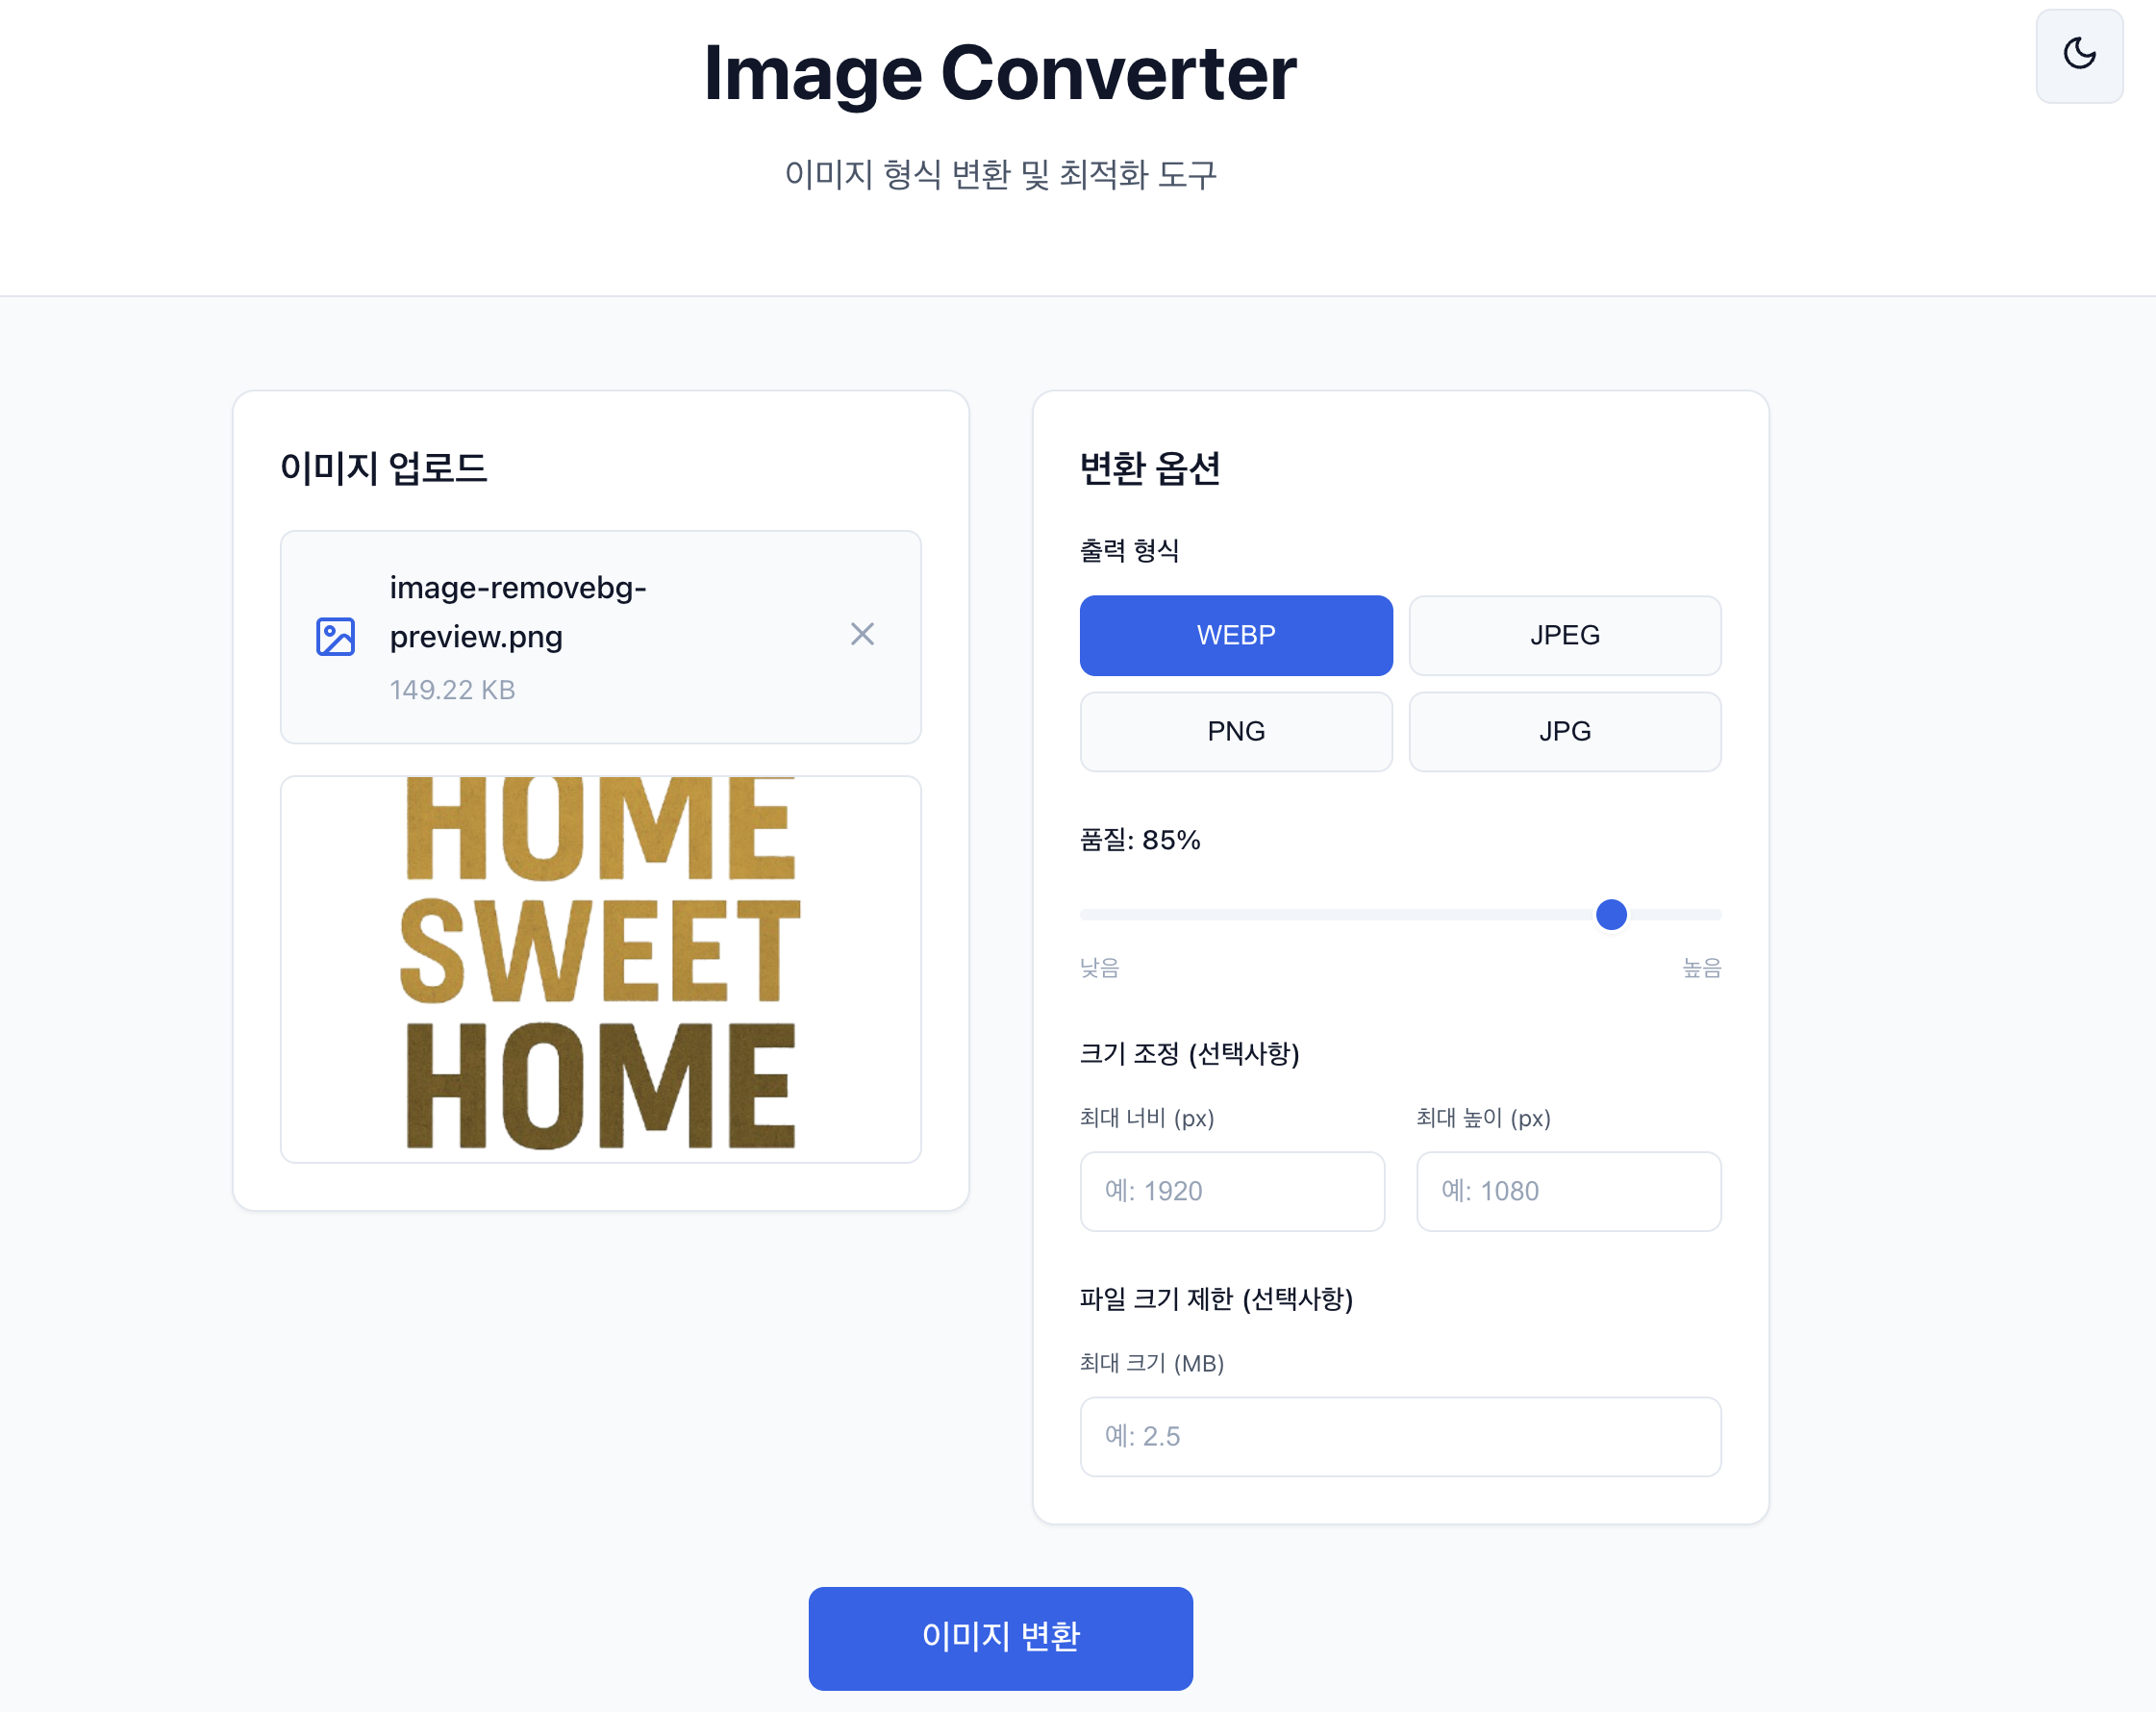 Image Converter
이미지 형식 변환 및 최적화 도구
이미지 업로드
image-removebg-
preview.png
149.22 KB
HOME
SWEET
HOME
변환 옵션
출력 형식
WEBP
JPEG
PNG
JPG
품질: 85%
낮음
높음
크기 조정 (선택사항)
최대 너비 (px)
최대 높이 (px)
예: 1920
예: 1080
파일 크기 제한 (선택사항)
최대 크기 (MB)
예: 2.5
이미지 변환